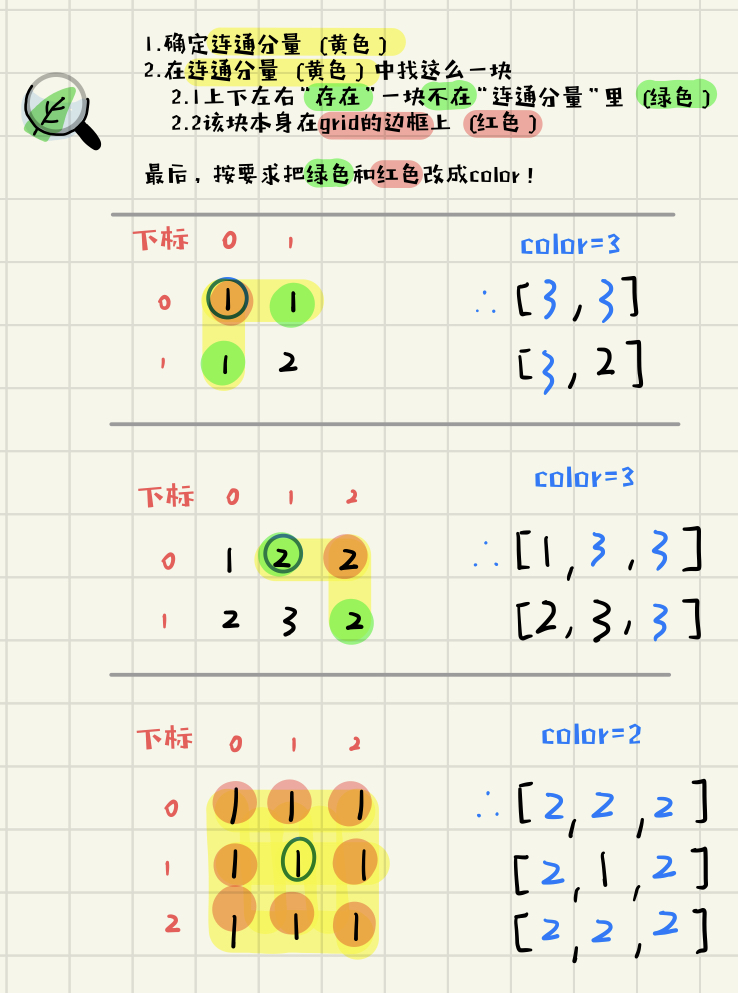 1.确定连通分量（黄色）
2.在连通分量（黄色）中找这么一块
2.1上下左右“存在”一块不在“连通分量”里（绿色）
2.2该块本身在grid的边框上（红色）
最后，按要求把绿色和红色改成color！
下标 0 1 color=3
0 1 1 ∴ [3,3]
1 1 2 [3,2]
下标 0 1 2 color=3
0 1 2 2 ∴ [1,3,3]
1 2 3 2 [2,3,3]
下标 0 1 2 color=2
0 1 1 1 ∴ [2,2,2]
1 1 1 1 [2,1,2]
2 1 1 1 [2,2,2]